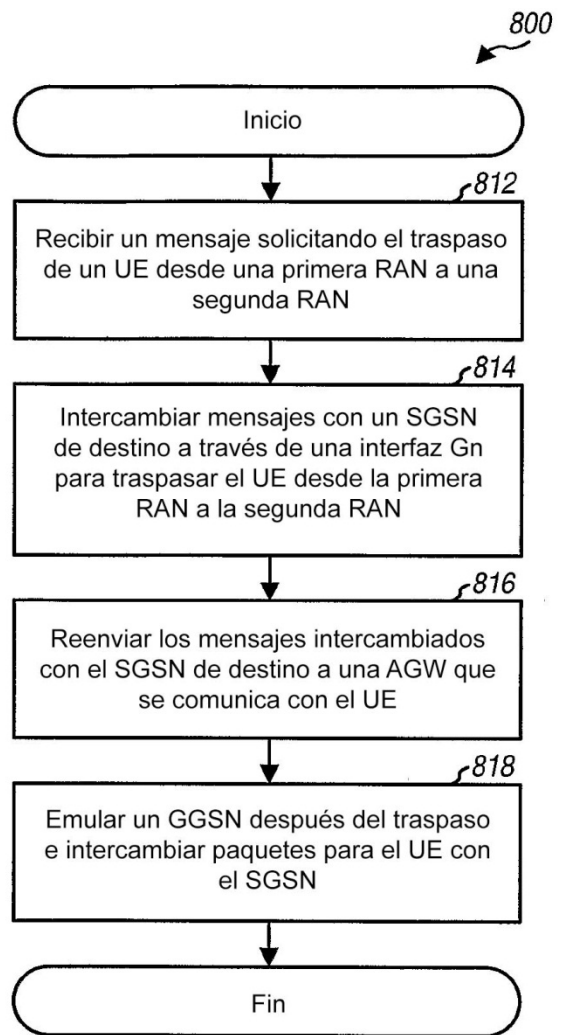 800
Inicio
812
Recibir un mensaje solicitando el traspaso
de un UE desde una primera RAN a una
segunda RAN
814
Intercambiar mensajes con un SGSN
de destino a través de una interfaz Gn
para traspasar el UE desde la primera
RAN a la segunda RAN
816
Reenviar los mensajes intercambiados
con el SGSN de destino a una AGW que
se comunica con el UE
818
Emular un GGSN después del traspaso
e intercambiar paquetes para el UE con
el SGSN
Fin